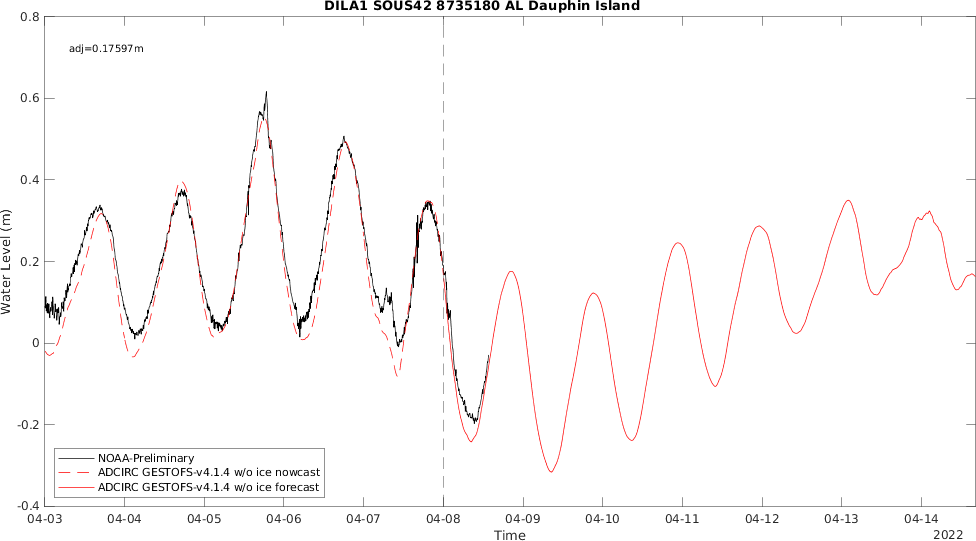 DILA1 SOUS42 8735180 AL Dauphin Island
adj=0.17597m
Water Level (m)
0.8
0.6
0.4
0.2
0
-0.2
-0.4
NOAA-Preliminary
ADCIRC GESTOFS-v4.1.4 w/o ice nowcast
ADCIRC GESTOFS-v4.1.4 w/o ice forecast
04-03 04-04 04-05 04-06 04-07 04-08 04-09 04-10 04-11 04-12 04-13 04-14
Time
2022